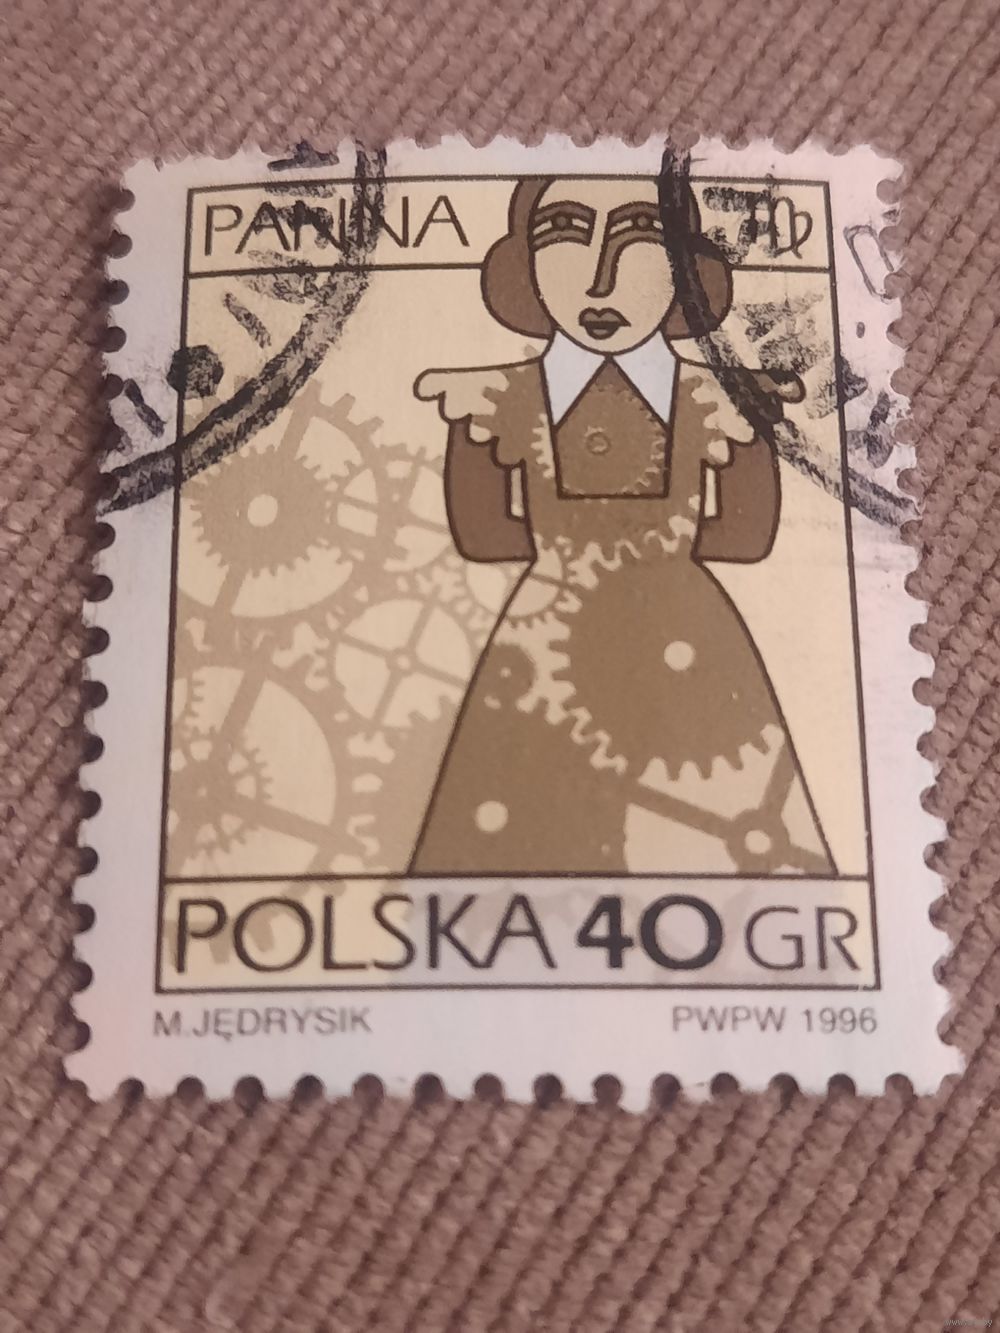 PANNA ♍
POLSKA 40 GR
M.JĘDRYSIK PWPW 1996